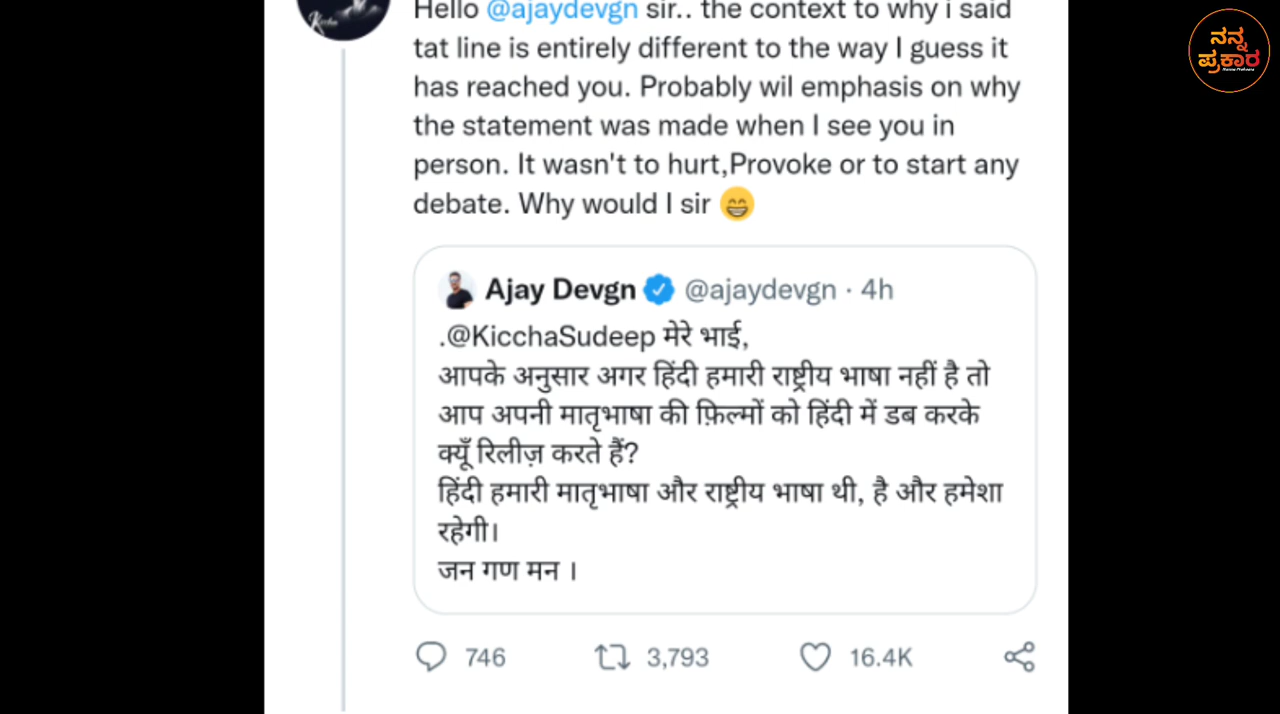 Hello @ajaydevgn sir.. the context to why i said
tat line is entirely different to the way I guess it
has reached you. Probably wil emphasis on why
the statement was made when I see you in
person. It wasn't to hurt,Provoke or to start any
debate. Why would I sir 😁
Ajay Devgn @ajaydevgn · 4h
.@KicchaSudeep मेरे भाई,
आपके अनुसार अगर हिंदी हमारी राष्ट्रीय भाषा नहीं है तो
आप अपनी मातृभाषा की फ़िल्मों को हिंदी में डब करके
क्यूँ रिलीज़ करते हैं?
हिंदी हमारी मातृभाषा और राष्ट्रीय भाषा थी, है और हमेशा
रहेगी।
जन गण मन ।
746 3,793 16.4K
ನನ್ನ
ಪ್ರಕಾರ